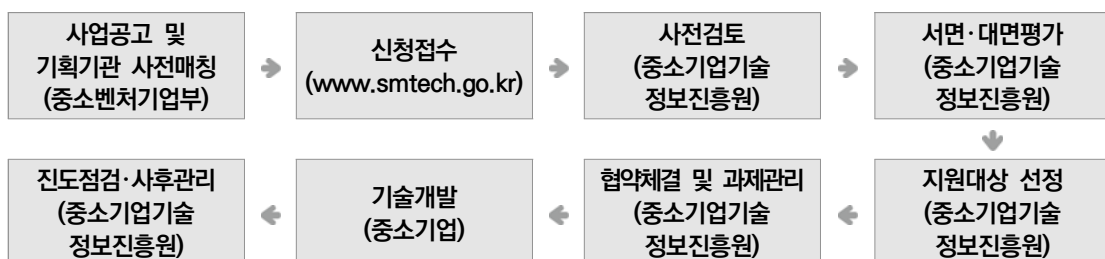 사업공고 및
기획기관 사전매칭
(중소벤처기업부)
신청접수
(www.smtech.go.kr)
사전검토
(중소기업기술
정보진흥원)
서면·대면평가
(중소기업기술
정보진흥원)
지원대상 선정
(중소기업기술
정보진흥원)
협약체결 및 과제관리
(중소기업기술
정보진흥원)
기술개발
(중소기업)
진도점검·사후관리
(중소기업기술
정보진흥원)